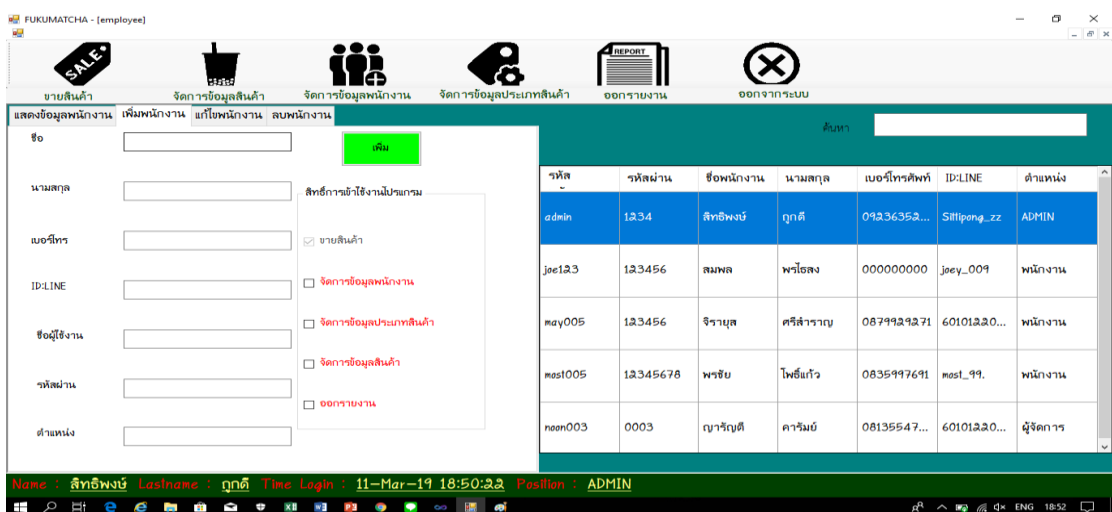 FUKUMATCHA - [employee]
SALE
REPORT
ขายสินค้า จัดการข้อมูลสินค้า จัดการข้อมูลพนักงาน จัดการข้อมูลประเภทสินค้า ออกรายงาน ออกจากระบบ
แสดงข้อมูลพนักงาน เพิ่มพนักงาน แก้ไขพนักงาน ลบพนักงาน
ค้นหา
ชื่อ
เพิ่ม
นามสกุล
เบอร์โทร
ID:LINE
ชื่อผู้ใช้งาน
รหัสผ่าน
ตำแหน่ง
สิทธิ์การเข้าใช้งานโปรแกรม
ขายสินค้า
จัดการข้อมูลพนักงาน
จัดการข้อมูลประเภทสินค้า
จัดการข้อมูลสินค้า
ออกรายงาน
รหัส รหัสผ่าน ชื่อพนักงาน นามสกุล เบอร์โทรศัพท์ ID:LINE ตำแหน่ง
admin 1234 สิทธิพงษ์ ถูกดี 09236352... Sittipong_zz ADMIN
joe123 123456 สมพล พรไธสง 000000000 joey_009 พนักงาน
may005 123456 จิรายุส ศรีสำราญ 0879929271 60101220... พนักงาน
most005 12345678 พรชัย โพธิ์แก้ว 0835997691 most_99. พนักงาน
noon003 0003 ญารัญดี คารัมย์ 08135547... 60101220... ผู้จัดการ
Name : สิทธิพงษ์ Lastname : ถูกดี Time Login : 11-Mar-19 18:50:22 Position : ADMIN
ENG 18:52